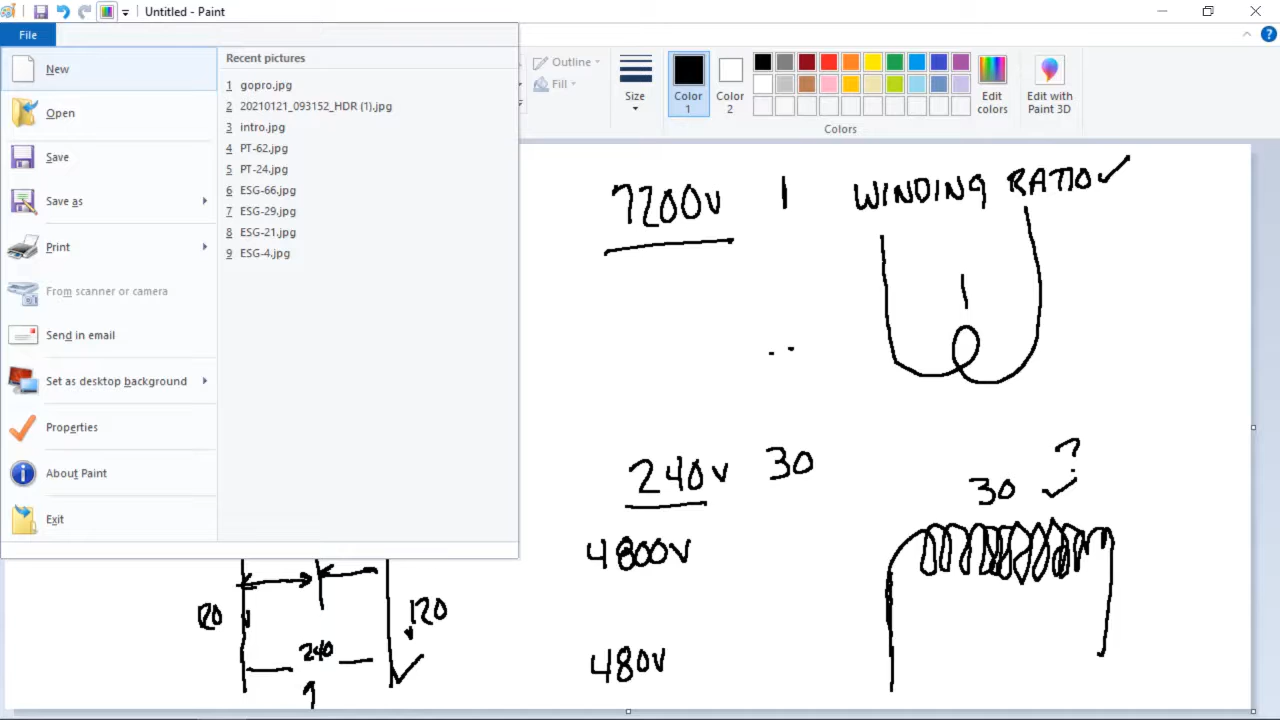 Untitled - Paint
File
New
Open
Save
Save as
Print
From scanner or camera
Send in email
Set as desktop background
Properties
About Paint
Exit
Recent pictures
1 gopro.jpg
2 20210121_093152_HDR (1).jpg
3 intro.jpg
4 PT-62.jpg
5 PT-24.jpg
6 ESG-66.jpg
7 ESG-29.jpg
8 ESG-21.jpg
9 ESG-4.jpg
Outline
Fill
Size
Color 1
Color 2
Edit colors
Edit with Paint 3D
Colors
7200v 1 WINDING RATIO
1
240v 30
30 ?
4800v
480v
120 120
240